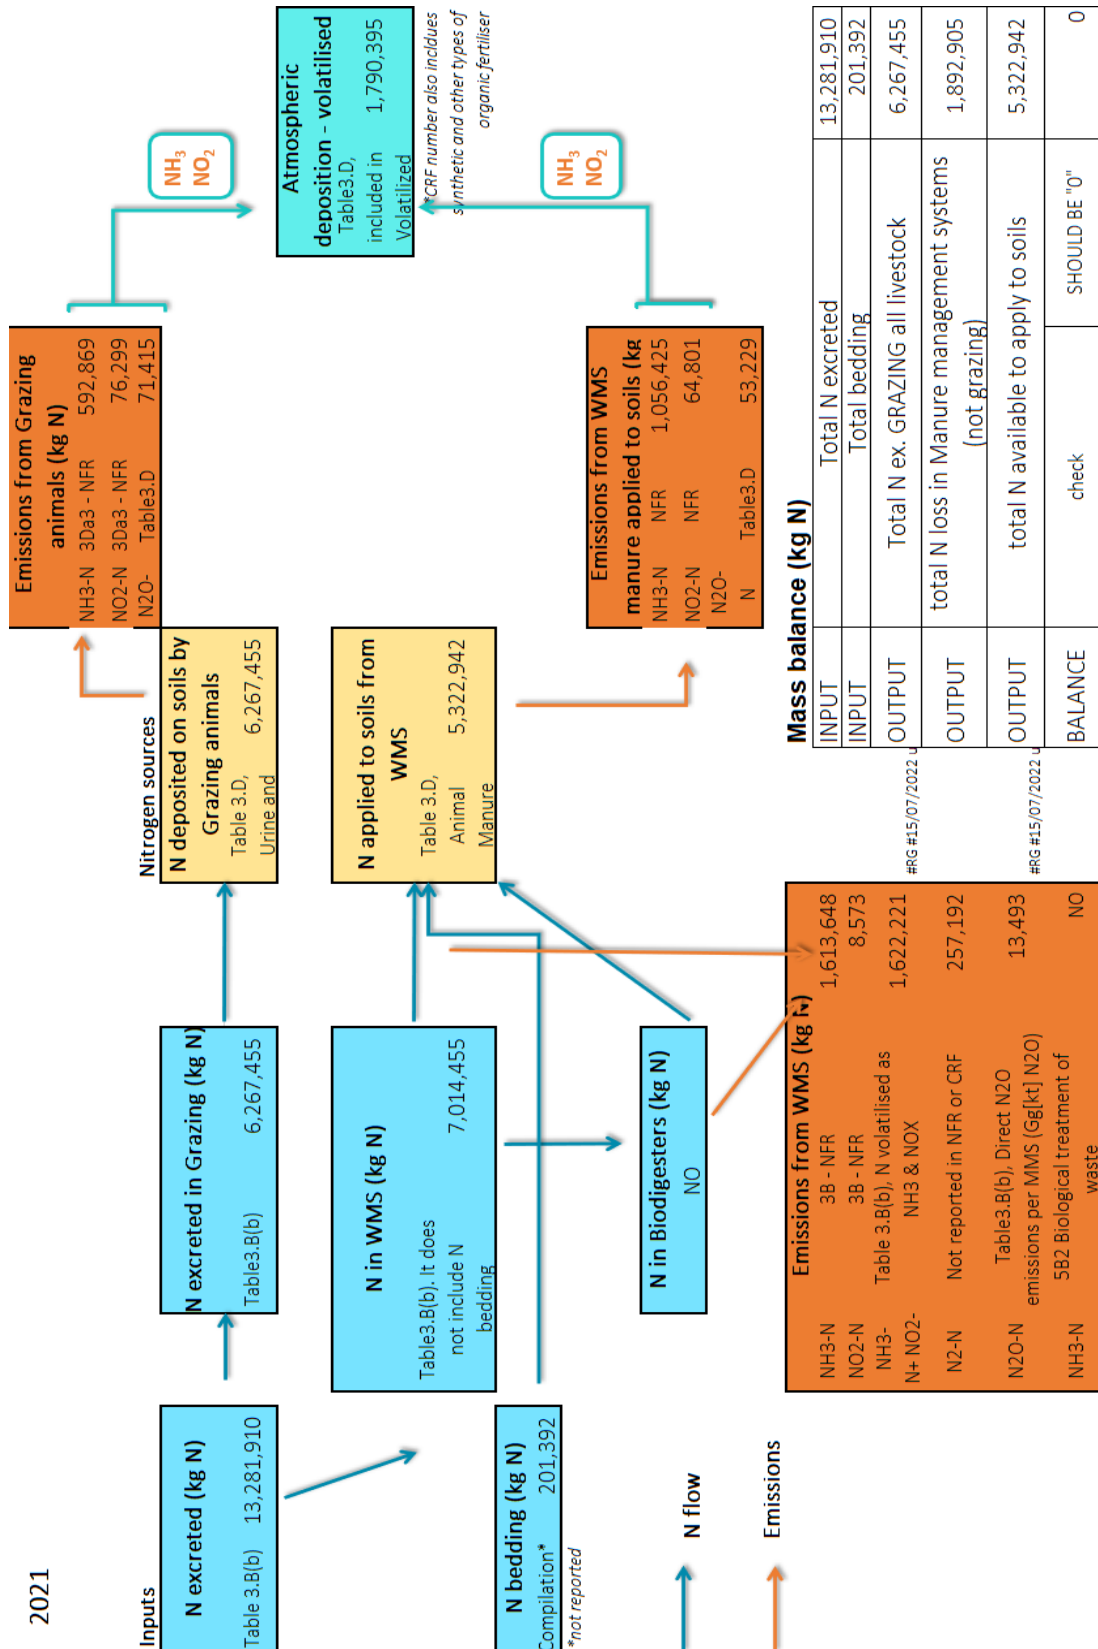 2021
Inputs
N excreted (kg N)
Table 3.B(b) 13,281,910
N bedding (kg N)
Compilation* 201,392
*not reported
N flow
Emissions
N excreted in Grazing (kg N)
Table3.B(b) 6,267,455
N in WMS (kg N)
Table3.B(b). It does
not include N 7,014,455
bedding
N in Biodigesters (kg N)
NO
Emissions from WMS (kg N)
NH3-N 3B - NFR 1,613,648
NO2-N 3B - NFR 8,573
NH3- Table 3.B(b), N volatilised as
N+ NO2- NH3 & NOX 1,622,221
N2-N Not reported in NFR or CRF 257,192
Table3.B(b), Direct N2O
N2O-N emissions per MMS (Gg[kt] N2O) 13,493
5B2 Biological treatment of
NH3-N waste NO
Nitrogen sources
N deposited on soils by
Grazing animals
Table 3.D,
Urine and 6,267,455
N applied to soils from
WMS
Table 3.D,
Animal 5,322,942
Manure
Emissions from Grazing
animals (kg N)
NH3-N 3Da3 - NFR 592,869
NO2-N 3Da3 - NFR 76,299
N2O- Table3.D 71,415
Emissions from WMS
manure applied to soils (kg
NH3-N NFR 1,056,425
NO2-N NFR 64,801
N2O-
N Table3.D 53,229
NH3
NO2
Atmospheric
deposition - volatilised
Table3.D,
included in 1,790,395
Volatilized
*CRF number also incldues
synthetic and other types of
organic fertiliser
NH3
NO2
Mass balance (kg N)
INPUT Total N excreted 13,281,910
INPUT Total bedding 201,392
#RG #15/07/2022 u
OUTPUT Total N ex. GRAZING all livestock 6,267,455
OUTPUT total N loss in Manure management systems
(not grazing) 1,892,905
#RG #15/07/2022 u
OUTPUT total N available to apply to soils 5,322,942
BALANCE check SHOULD BE "0" 0